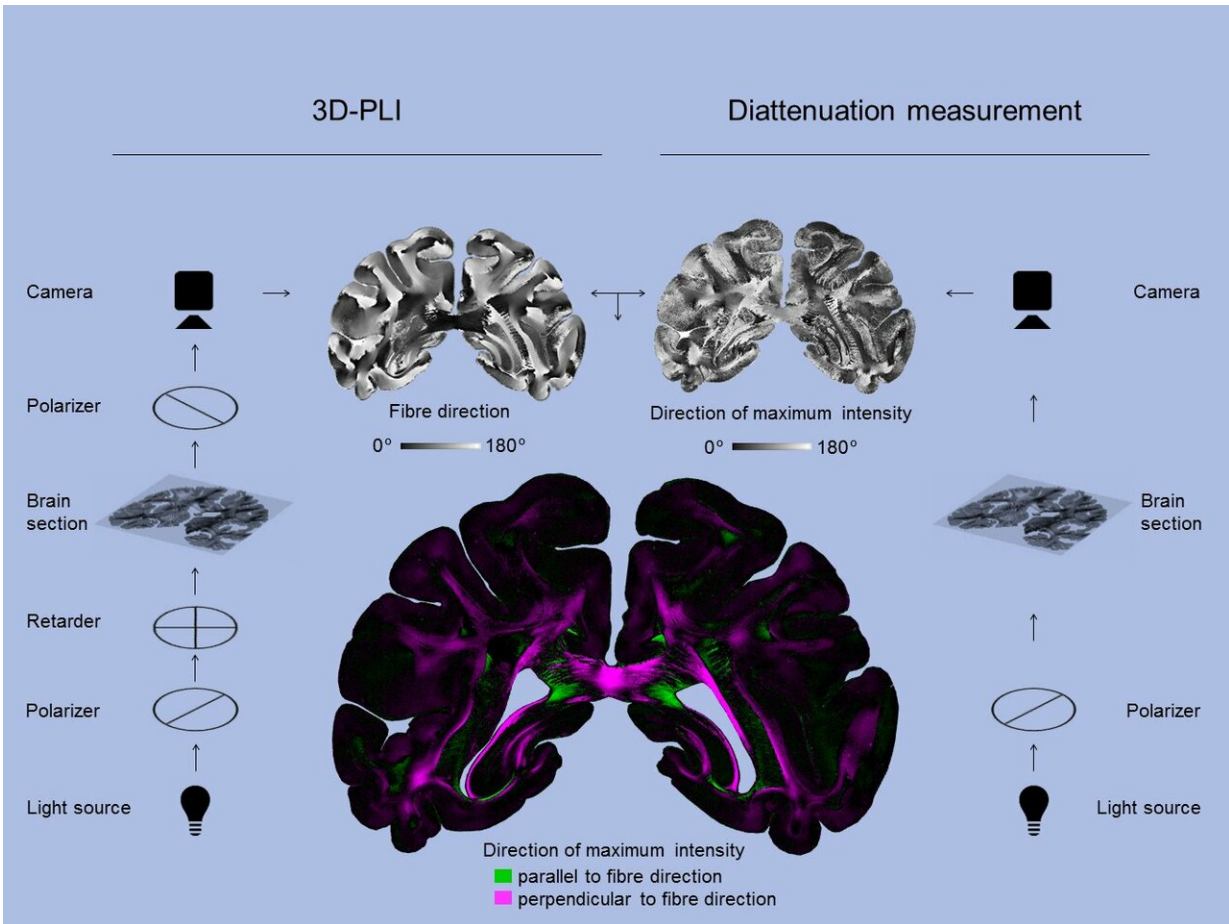 3D-PLI
Diattenuation measurement
Camera
Camera
Polarizer
Fibre direction
0° 180°
Direction of maximum intensity
0° 180°
Brain
section
Brain
section
Retarder
Polarizer
Polarizer
Light source
Light source
Direction of maximum intensity
parallel to fibre direction
perpendicular to fibre direction